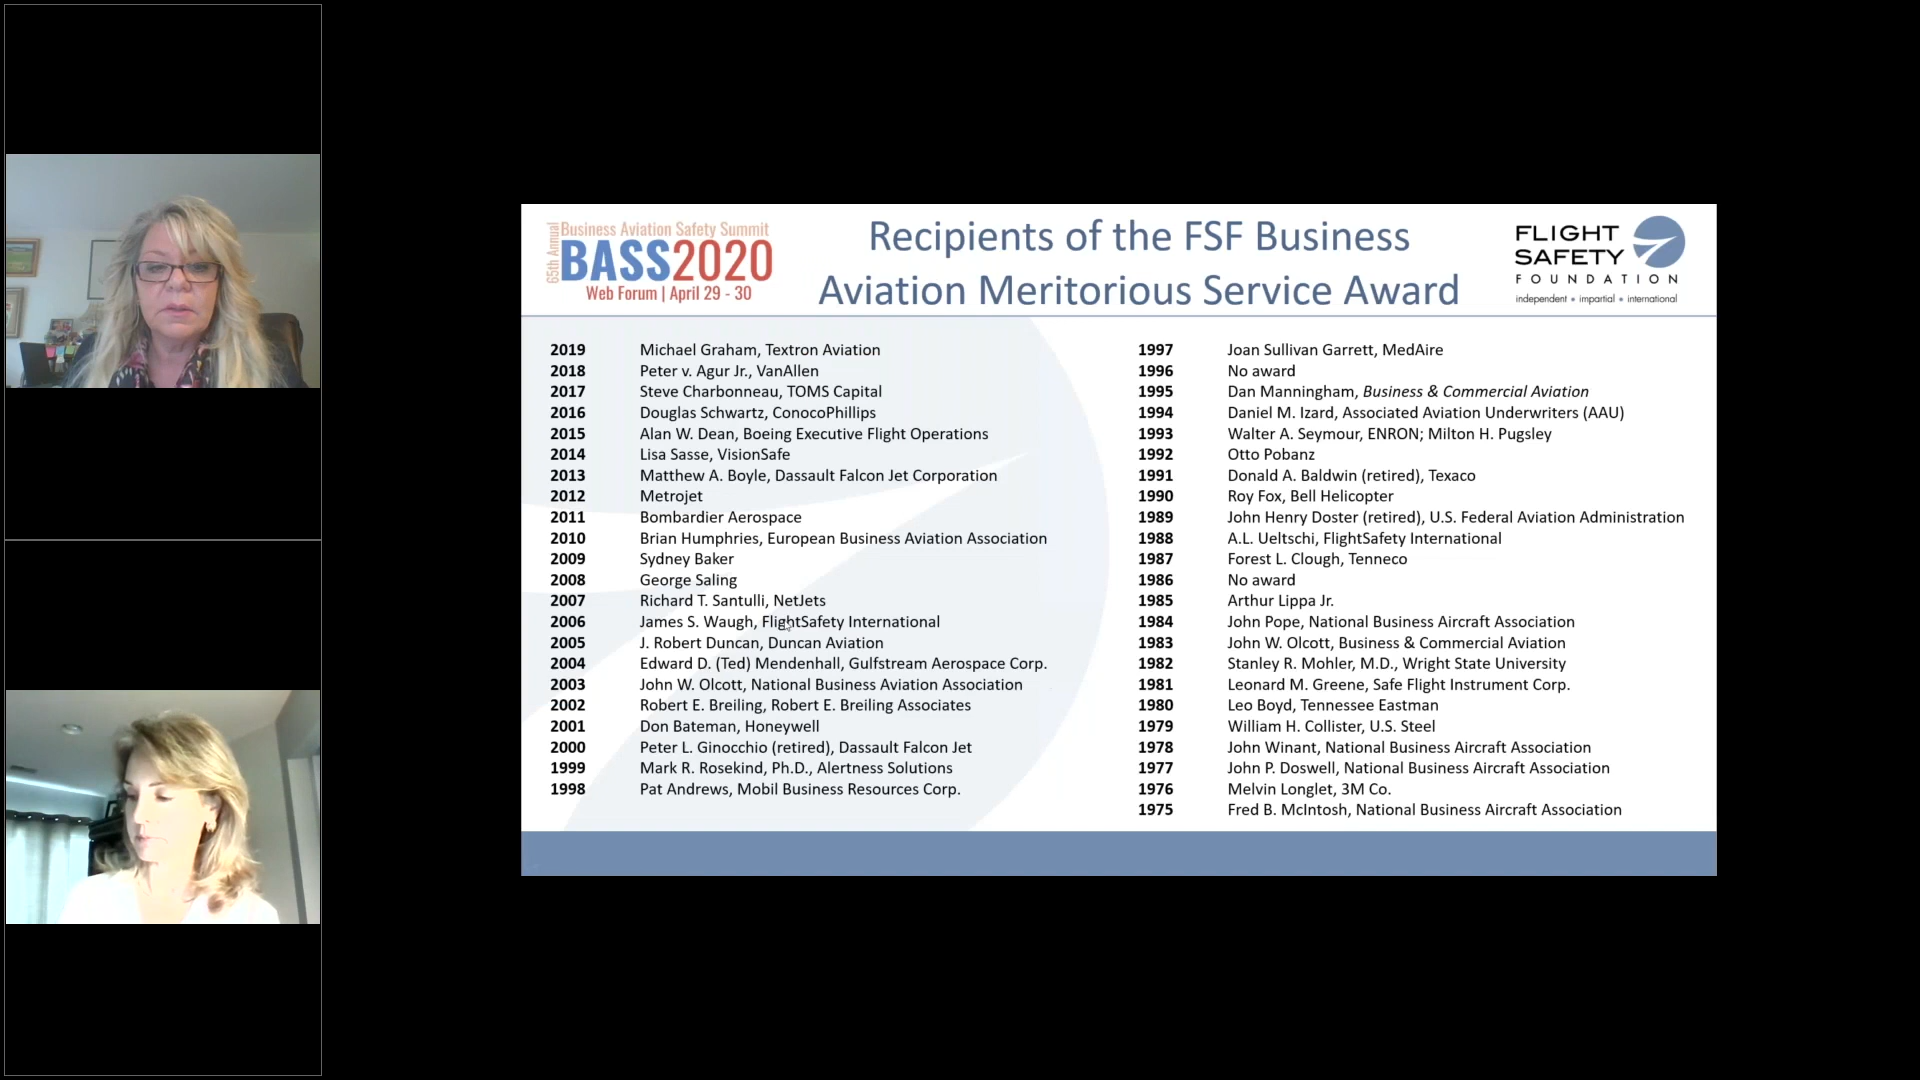 65th Annual
Business Aviation Safety Summit
BASS2020
Web Forum | April 29 - 30
Recipients of the FSF Business
Aviation Meritorious Service Award
FLIGHT
SAFETY
FOUNDATION
independent • impartial • international
2019 Michael Graham, Textron Aviation
2018 Peter v. Agur Jr., VanAllen
2017 Steve Charbonneau, TOMS Capital
2016 Douglas Schwartz, ConocoPhillips
2015 Alan W. Dean, Boeing Executive Flight Operations
2014 Lisa Sasse, VisionSafe
2013 Matthew A. Boyle, Dassault Falcon Jet Corporation
2012 Metrojet
2011 Bombardier Aerospace
2010 Brian Humphries, European Business Aviation Association
2009 Sydney Baker
2008 George Saling
2007 Richard T. Santulli, NetJets
2006 James S. Waugh, FlightSafety International
2005 J. Robert Duncan, Duncan Aviation
2004 Edward D. (Ted) Mendenhall, Gulfstream Aerospace Corp.
2003 John W. Olcott, National Business Aviation Association
2002 Robert E. Breiling, Robert E. Breiling Associates
2001 Don Bateman, Honeywell
2000 Peter L. Ginocchio (retired), Dassault Falcon Jet
1999 Mark R. Rosekind, Ph.D., Alertness Solutions
1998 Pat Andrews, Mobil Business Resources Corp.
1997 Joan Sullivan Garrett, MedAire
1996 No award
1995 Dan Manningham, Business & Commercial Aviation
1994 Daniel M. Izard, Associated Aviation Underwriters (AAU)
1993 Walter A. Seymour, ENRON; Milton H. Pugsley
1992 Otto Pobanz
1991 Donald A. Baldwin (retired), Texaco
1990 Roy Fox, Bell Helicopter
1989 John Henry Doster (retired), U.S. Federal Aviation Administration
1988 A.L. Ueltschi, FlightSafety International
1987 Forest L. Clough, Tenneco
1986 No award
1985 Arthur Lippa Jr.
1984 John Pope, National Business Aircraft Association
1983 John W. Olcott, Business & Commercial Aviation
1982 Stanley R. Mohler, M.D., Wright State University
1981 Leonard M. Greene, Safe Flight Instrument Corp.
1980 Leo Boyd, Tennessee Eastman
1979 William H. Collister, U.S. Steel
1978 John Winant, National Business Aircraft Association
1977 John P. Doswell, National Business Aircraft Association
1976 Melvin Longlet, 3M Co.
1975 Fred B. McIntosh, National Business Aircraft Association